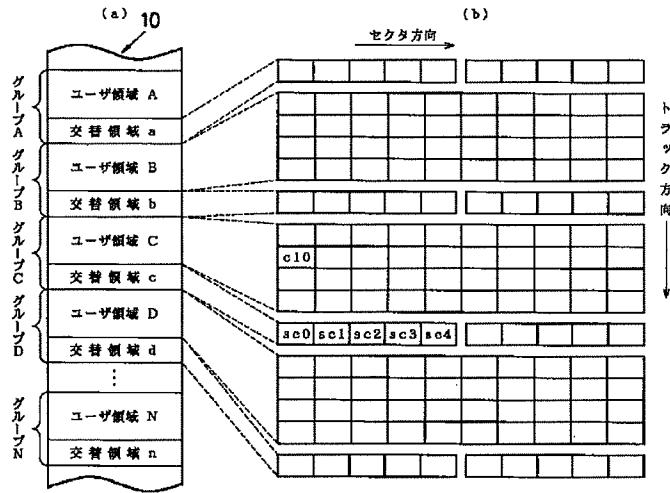 (a)
10
グループA
ユーザ領域 A
交替領域 a
グループB
ユーザ領域 B
交替領域 b
グループC
ユーザ領域 C
交替領域 c
グループD
ユーザ領域 D
交替領域 d
⋮
グループN
ユーザ領域 N
交替領域 n
(b)
セクタ方向
トラック方向
c10
sc0 sc1 sc2 sc3 sc4